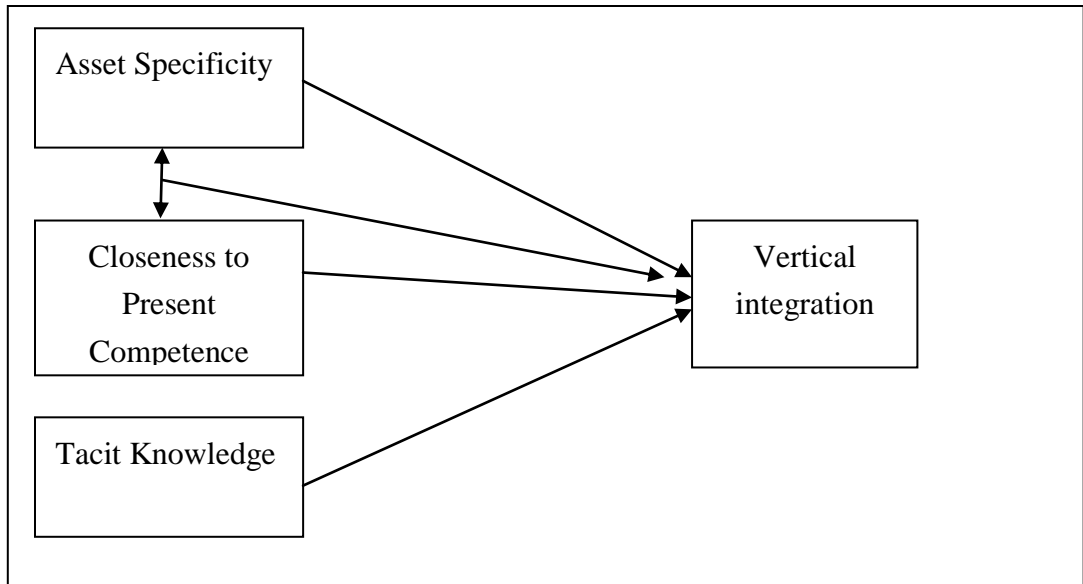 Asset Specificity
Closeness to
Present
Competence
Vertical
integration
Tacit Knowledge